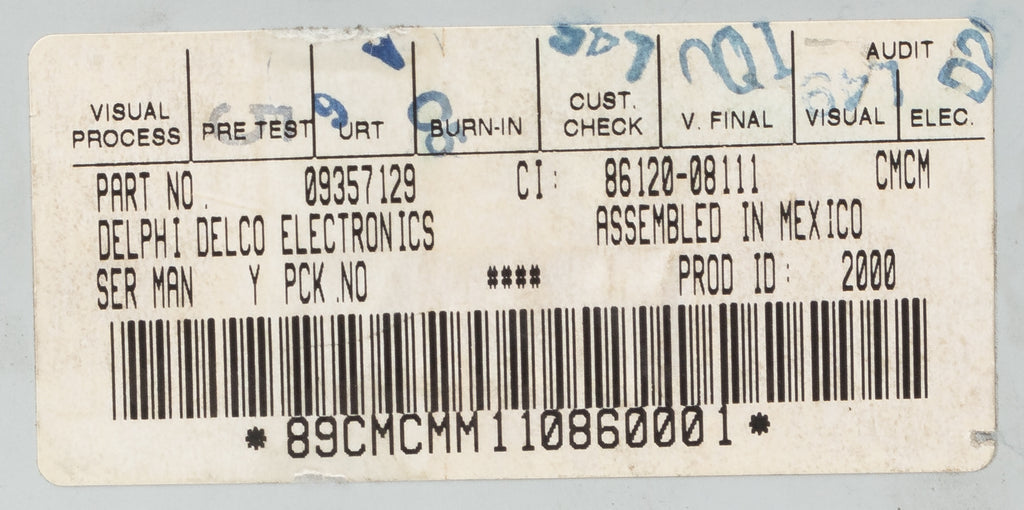 AUDIT
VISUAL PROCESS PRE TEST URT BURN-IN CUST. CHECK V. FINAL VISUAL ELEC.
PART NO. 09357129 CI: 86120-08111 CMCM
DELPHI DELCO ELECTRONICS ASSEMBLED IN MEXICO
SER MAN Y PCK.NO #### PROD ID: 2000
*89CMCMM110860001*